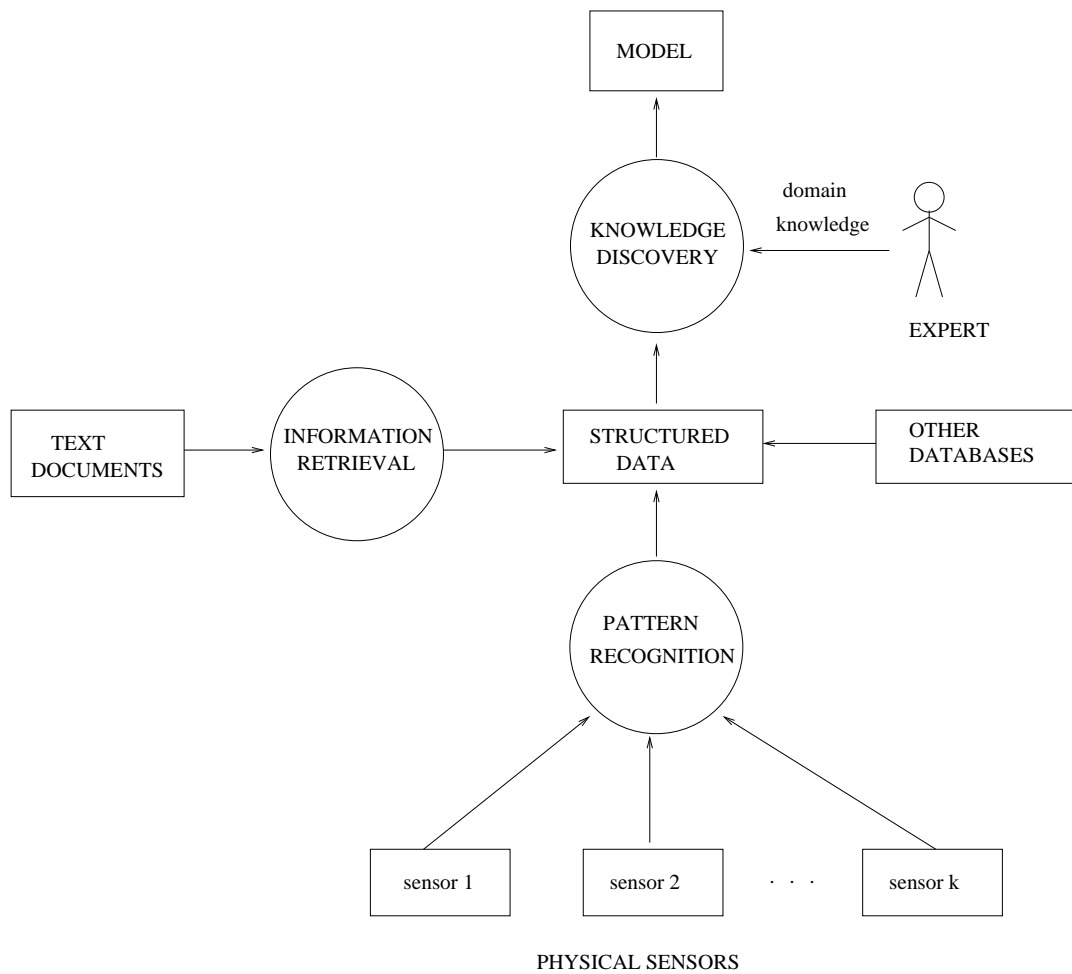 MODEL
domain
knowledge
KNOWLEDGE
DISCOVERY
EXPERT
TEXT
DOCUMENTS
INFORMATION
RETRIEVAL
STRUCTURED
DATA
OTHER
DATABASES
PATTERN
RECOGNITION
sensor 1
sensor 2
. . .
sensor k
PHYSICAL SENSORS